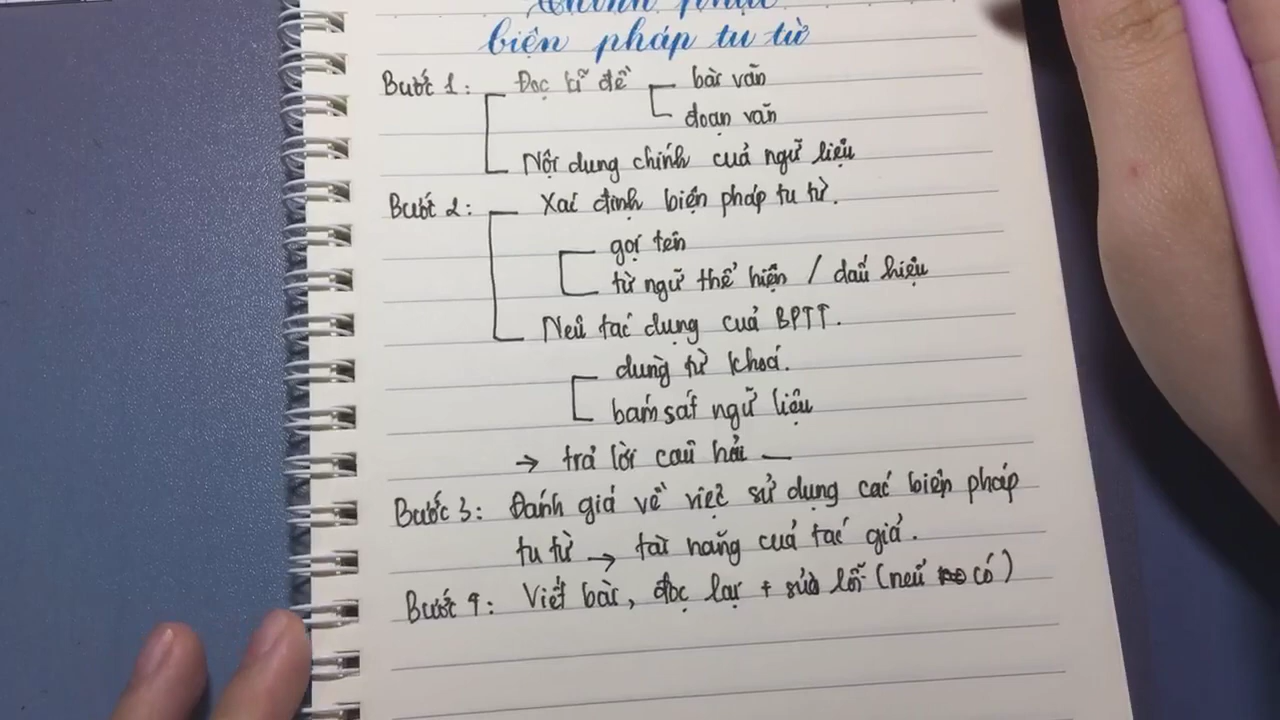 chinh phục
biện pháp tu từ
Bước 1: Đọc kĩ đề bài văn
đoạn văn
Nội dung chính của ngữ liệu
Bước 2: Xác định biện pháp tu từ.
gọi tên
từ ngữ thể hiện / dấu hiệu
Nêu tác dụng của BPTT.
dùng từ khoá.
bám sát ngữ liệu
→ trả lời câu hỏi —
Bước 3: Đánh giá về việc sử dụng các biện pháp
tu từ → tài năng của tác giả.
Bước 4: Viết bài, đọc lại + sửa lỗi (nếu có)